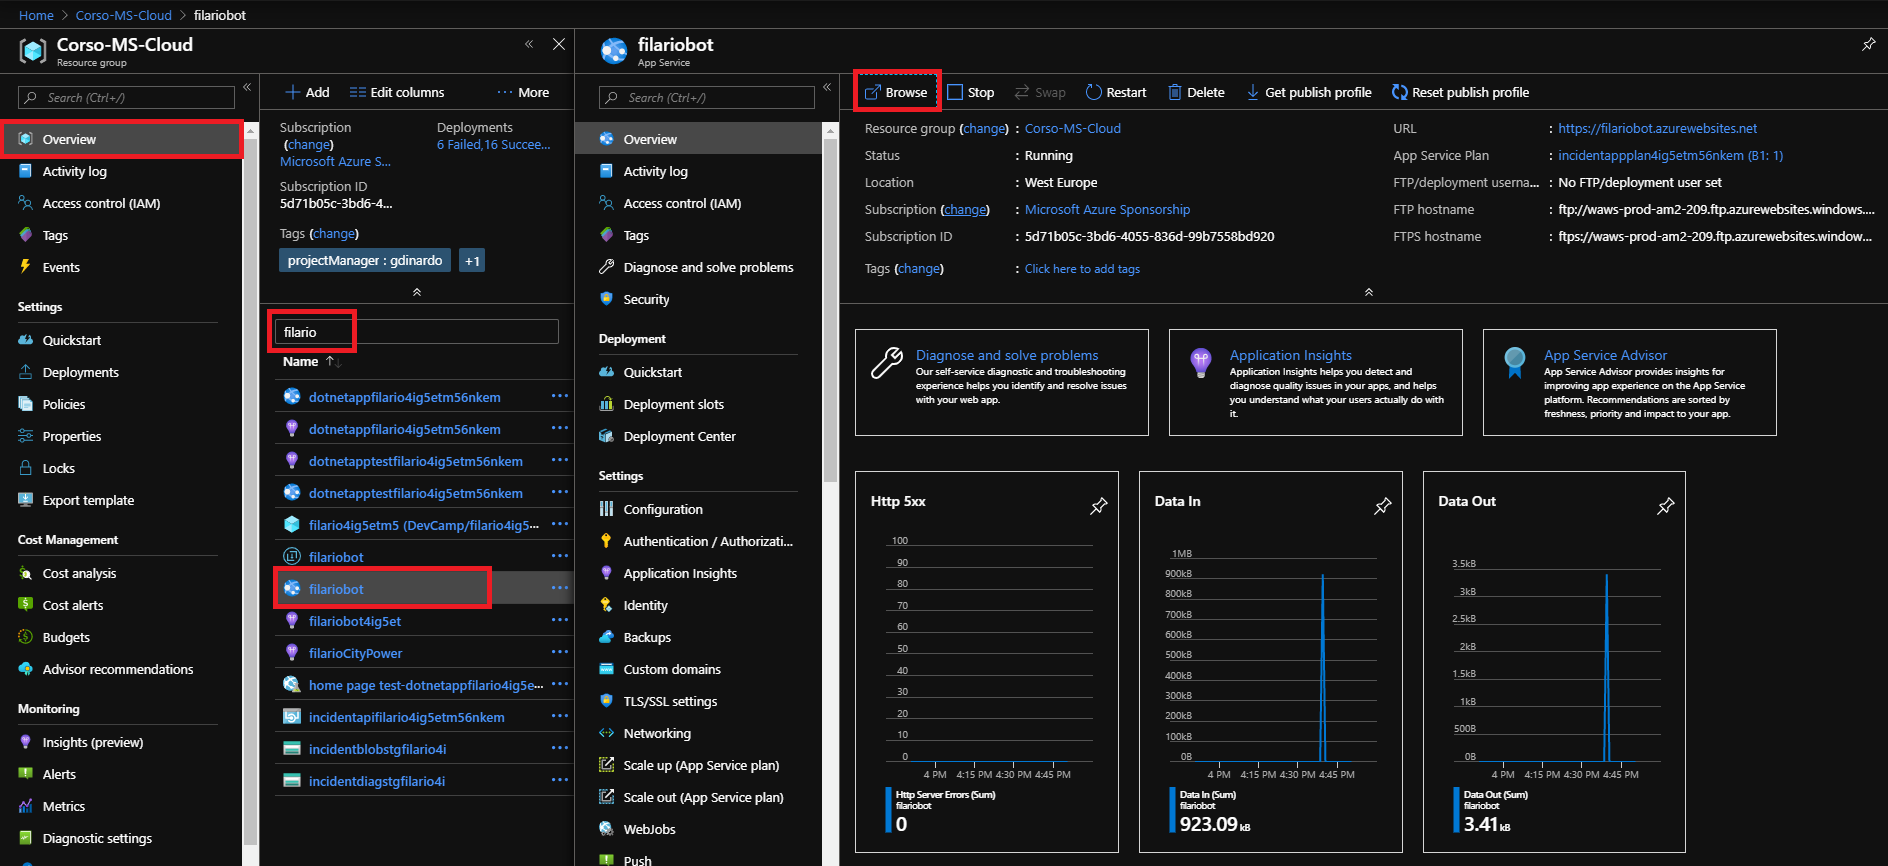 Home > Corso-MS-Cloud > filariobot
Corso-MS-Cloud
Resource group
Search (Ctrl+/)
Overview
Activity log
Access control (IAM)
Tags
Events
Settings
Quickstart
Deployments
Policies
Properties
Locks
Export template
Cost Management
Cost analysis
Cost alerts
Budgets
Advisor recommendations
Monitoring
Insights (preview)
Alerts
Metrics
Diagnostic settings
Add Edit columns ··· More
Subscription
(change)
Microsoft Azure S...
Deployments
6 Failed,16 Succee...
Subscription ID
5d71b05c-3bd6-4...
Tags (change)
projectManager : gdinardo +1
filario
Name
dotnetappfilario4ig5etm56nkem
dotnetappfilario4ig5etm56nkem
dotnetapptestfilario4ig5etm56nkem
dotnetapptestfilario4ig5etm56nkem
filario4ig5etm5 (DevCamp/filario4ig5...
filariobot
filariobot
filariobot4ig5et
filarioCityPower
home page test-dotnetappfilario4ig5e...
incidentapifilario4ig5etm56nkem
incidentblobstgfilario4i
incidentdiagstgfilario4i
filariobot
App Service
Search (Ctrl+/)
Overview
Activity log
Access control (IAM)
Tags
Diagnose and solve problems
Security
Deployment
Quickstart
Deployment slots
Deployment Center
Settings
Configuration
Authentication / Authorizati...
Application Insights
Identity
Backups
Custom domains
TLS/SSL settings
Networking
Scale up (App Service plan)
Scale out (App Service plan)
WebJobs
Push
Browse Stop Swap Restart Delete Get publish profile Reset publish profile
Resource group (change) : Corso-MS-Cloud
Status : Running
Location : West Europe
Subscription (change) : Microsoft Azure Sponsorship
Subscription ID : 5d71b05c-3bd6-4055-836d-99b7558bd920
Tags (change) : Click here to add tags
URL : https://filariobot.azurewebsites.net
App Service Plan : incidentappplan4ig5etm56nkem (B1: 1)
FTP/deployment userna... : No FTP/deployment user set
FTP hostname : ftp://waws-prod-am2-209.ftp.azurewebsites.windows....
FTPS hostname : ftps://waws-prod-am2-209.ftp.azurewebsites.window...
Diagnose and solve problems
Our self-service diagnostic and troubleshooting
experience helps you identify and resolve issues
with your web app.
Application Insights
Application Insights helps you detect and
diagnose quality issues in your apps, and helps
you understand what your users actually do with
it.
App Service Advisor
App Service Advisor provides insights for
improving app experience on the App Service
platform. Recommendations are sorted by
freshness, priority and impact to your app.
Http 5xx
100
90
80
70
60
50
40
30
20
10
0
4 PM 4:15 PM 4:30 PM 4:45 PM
Http Server Errors (Sum)
filariobot
0
Data In
1MB
900kB
800kB
700kB
600kB
500kB
400kB
300kB
200kB
100kB
0B
4 PM 4:15 PM 4:30 PM 4:45 PM
Data In (Sum)
filariobot
923.09 kB
Data Out
3.5kB
3kB
2.5kB
2kB
1.5kB
1kB
500B
0B
4 PM 4:15 PM 4:30 PM 4:45 PM
Data Out (Sum)
filariobot
3.41 kB